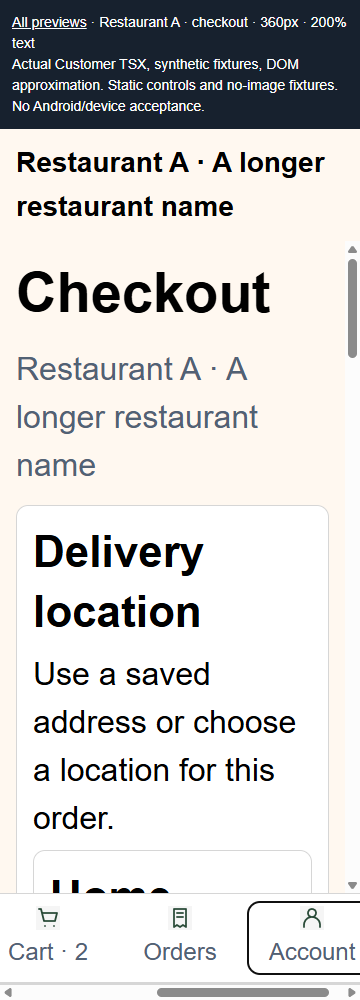 All previews · Restaurant A · checkout · 360px · 200%
text
Actual Customer TSX, synthetic fixtures, DOM
approximation. Static controls and no-image fixtures.
No Android/device acceptance.
Restaurant A · A longer
restaurant name
Checkout
Restaurant A · A
longer restaurant
name
Delivery
location
Use a saved
address or choose
a location for this
order.
Home
Cart · 2
Orders
Account